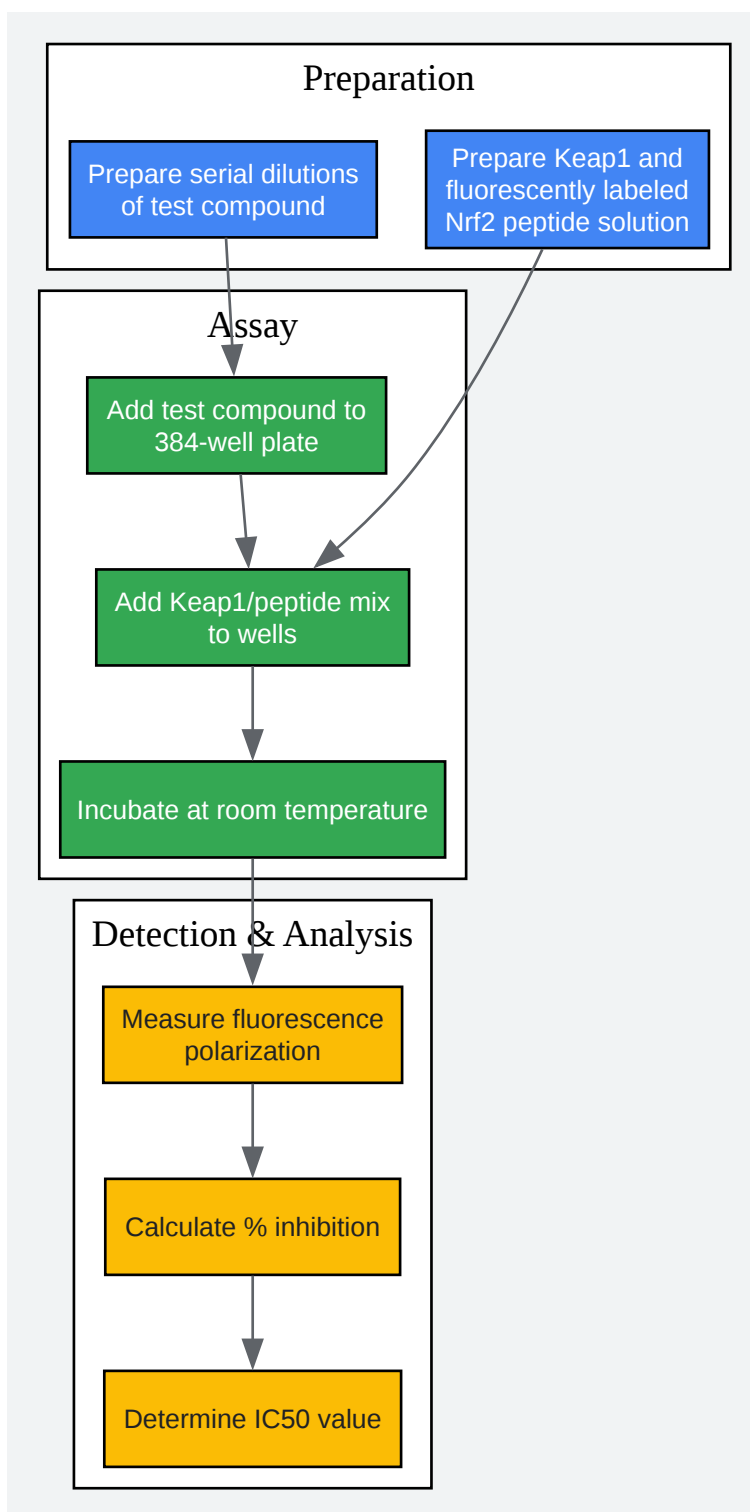 Preparation
Prepare serial dilutions
of test compound
Prepare Keap1 and
fluorescently labeled
Nrf2 peptide solution
Assay
Add test compound to
384-well plate
Add Keap1/peptide mix
to wells
Incubate at room temperature
Detection & Analysis
Measure fluorescence
polarization
Calculate % inhibition
Determine IC50 value